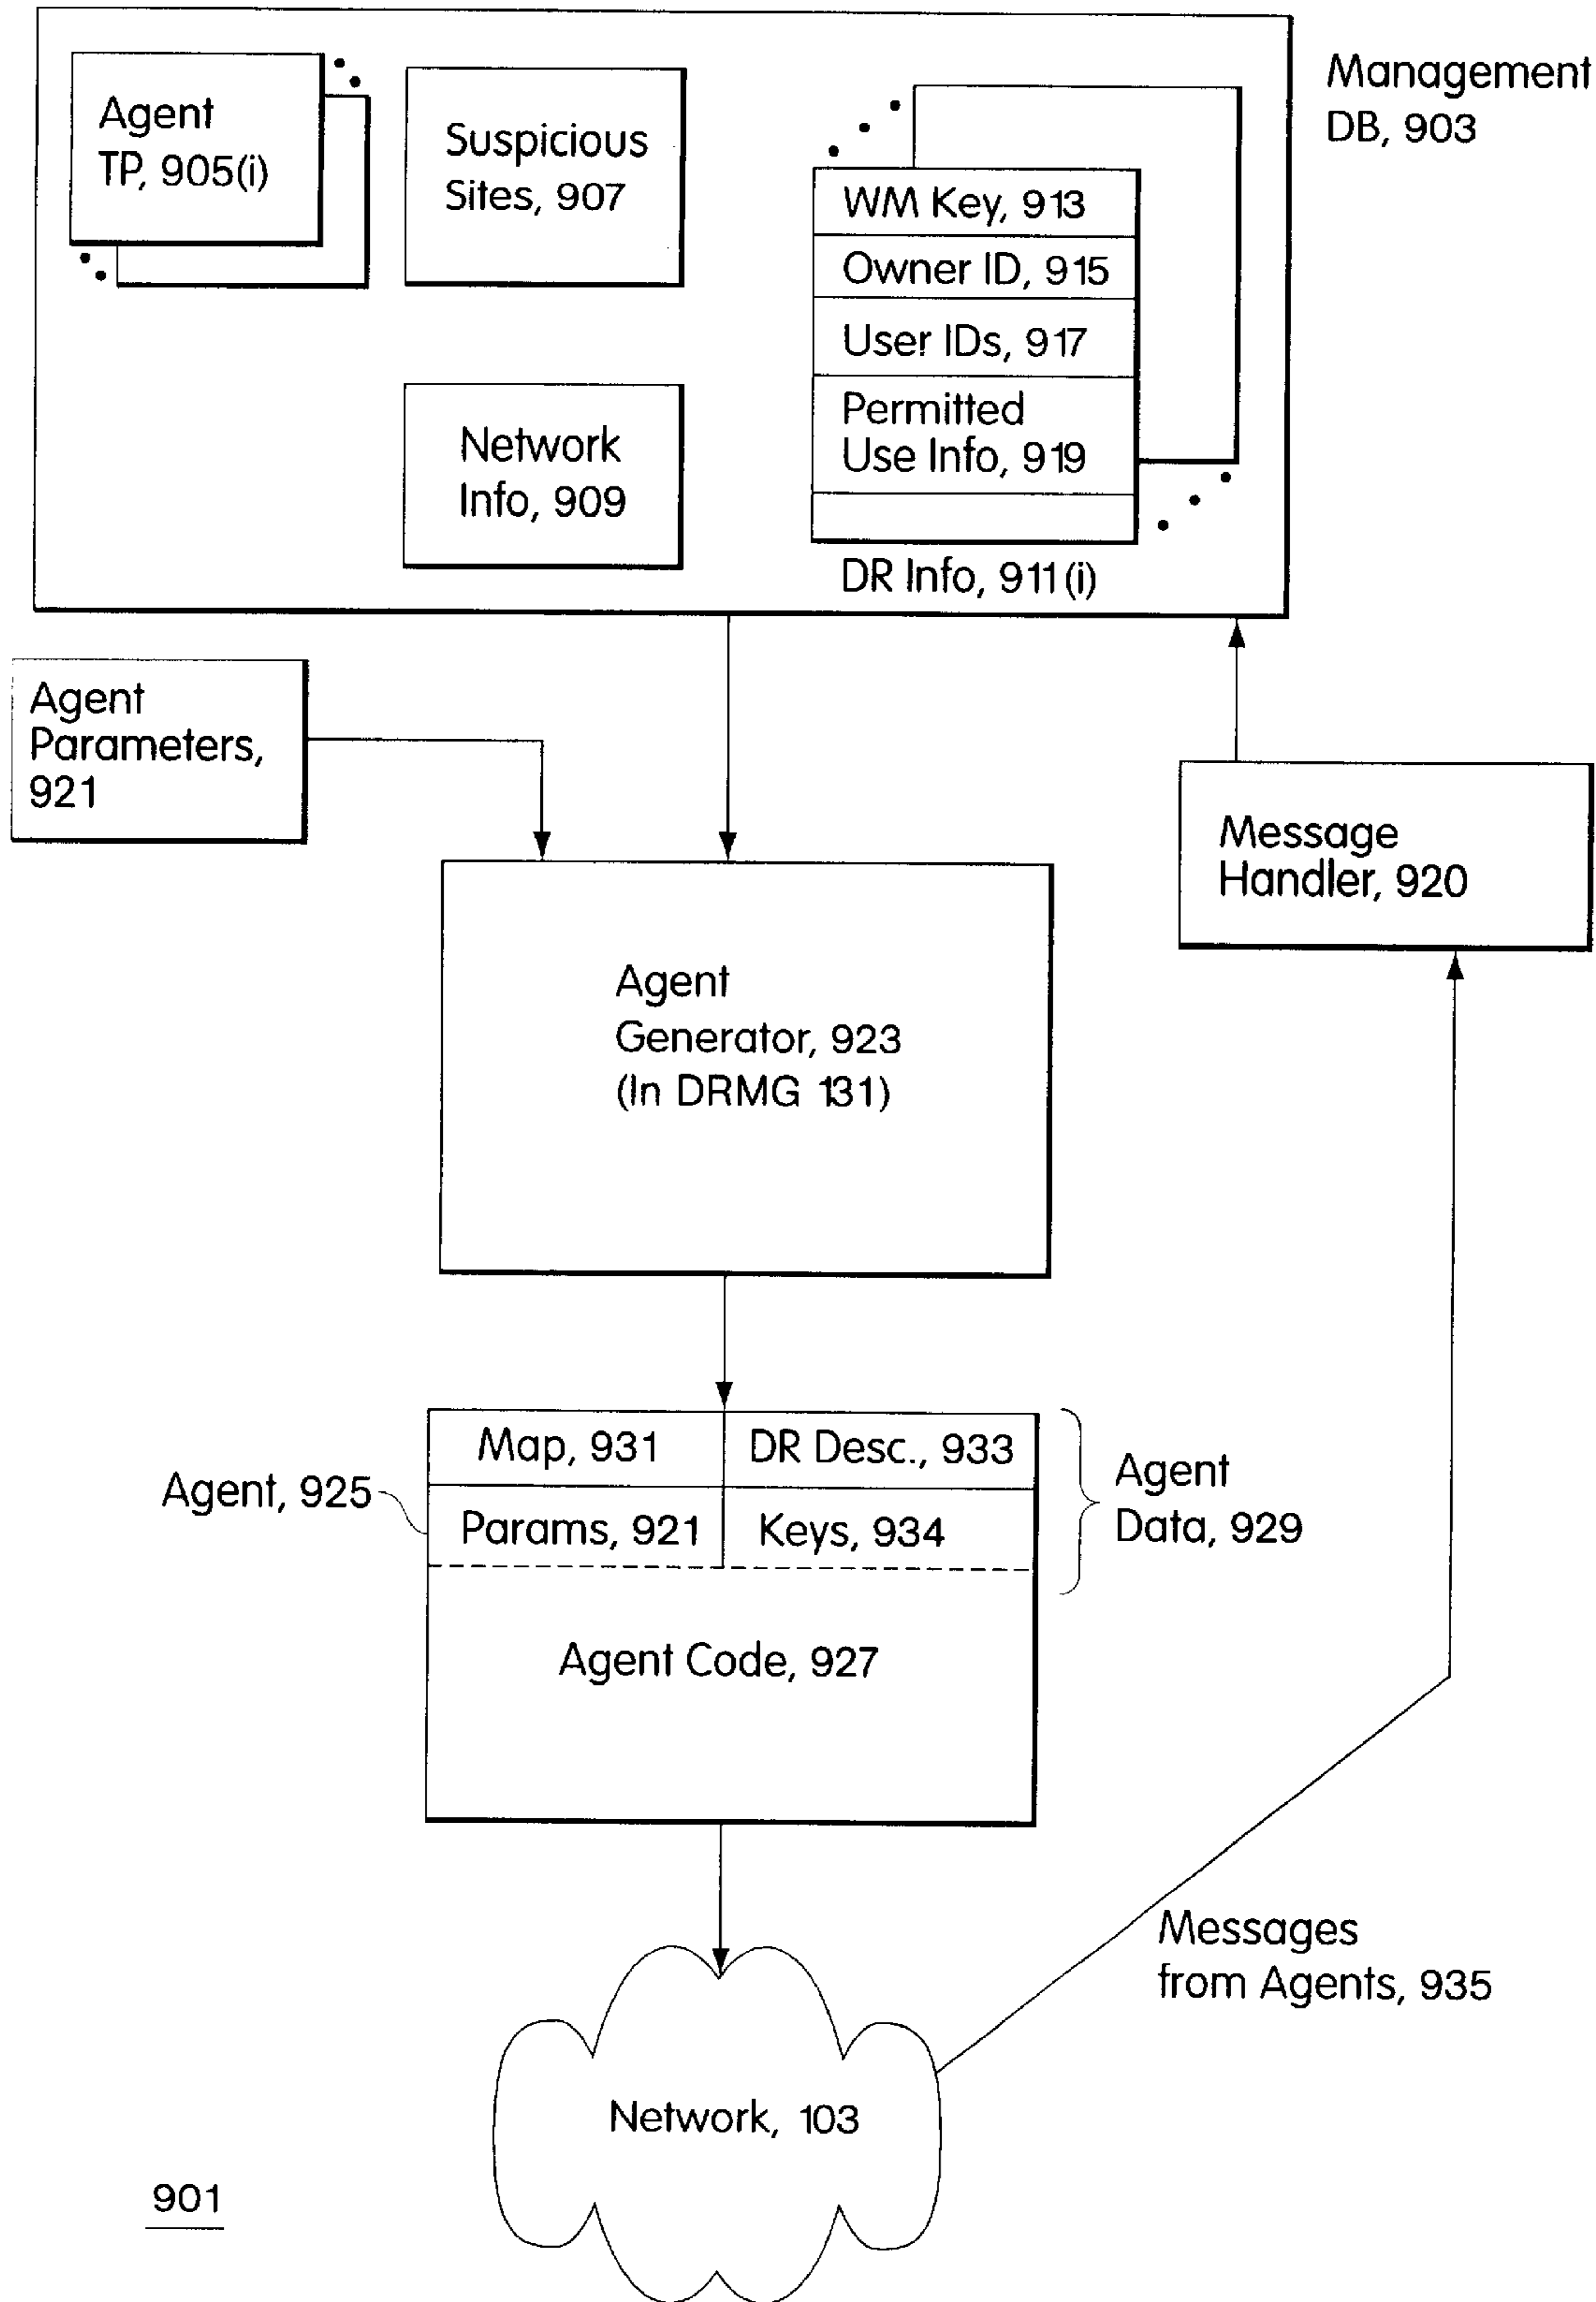 Management
DB, 903
Agent
TP, 905(i)
Suspicious
Sites, 907
WM Key, 913
Owner ID, 915
User IDs, 917
Permitted
Use Info, 919
Network
Info, 909
DR Info, 911(i)
Agent
Parameters,
921
Message
Handler, 920
Agent
Generator, 923
(In DRMG 131)
Map, 931
DR Desc., 933
Agent, 925
Params, 921
Keys, 934
Agent
Data, 929
Agent Code, 927
Messages
from Agents, 935
Network, 103
901